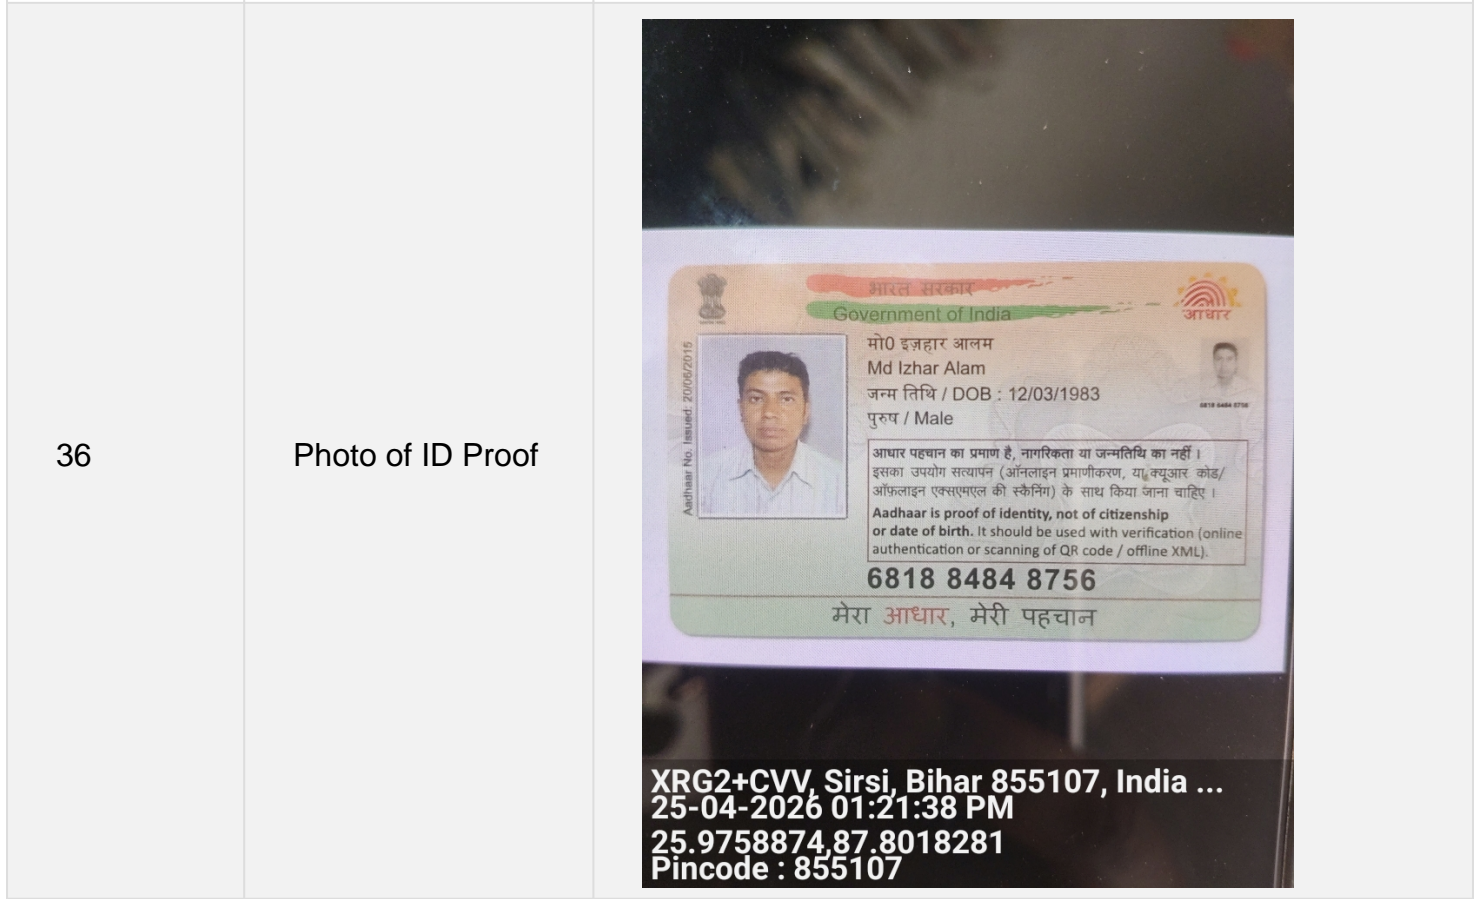 36
Photo of ID Proof
भारत सरकार
Government of India
आधार
Aadhaar No. Issued: 20/06/2015
मो0 इज़हार आलम
Md Izhar Alam
जन्म तिथि / DOB : 12/03/1983
पुरुष / Male
6818 8484 8756
आधार पहचान का प्रमाण है, नागरिकता या जन्मतिथि का नहीं ।
इसका उपयोग सत्यापन (ऑनलाइन प्रमाणीकरण, या क्यूआर कोड/
ऑफ़लाइन एक्सएमएल की स्कैनिंग) के साथ किया जाना चाहिए ।
Aadhaar is proof of identity, not of citizenship
or date of birth. It should be used with verification (online
authentication or scanning of QR code / offline XML).
6818 8484 8756
मेरा आधार, मेरी पहचान
XRG2+CVV, Sirsi, Bihar 855107, India ...
25-04-2026 01:21:38 PM
25.9758874,87.8018281
Pincode : 855107